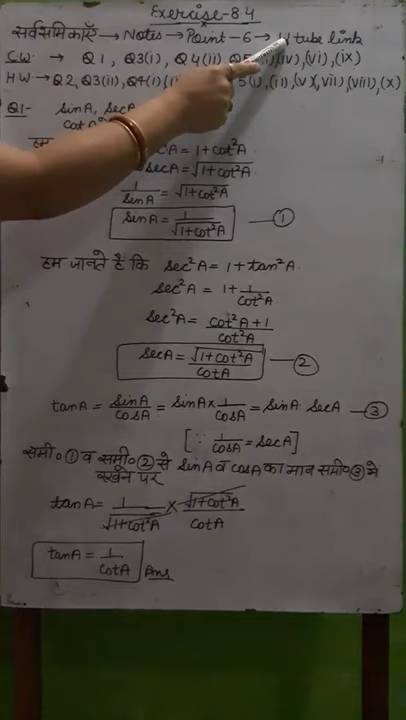 Exercise-8.4
सर्वसमिकाएँ → Notes → Point-6 → U tube link
CW → Q1, Q3(i), Q4(ii) Q5 (iv), (vi), (ix)
HW → Q2, Q3(ii), Q4(i) 5(i), (ii), (v), vii), (viii), (x)
Q1- sinA, secA
cotA
हम cA = 1+cot²A
secA = √1+cot²A
1/sinA = √1+cot²A
sinA = 1/√1+cot²A —①
हम जानते है कि sec²A = 1+tan²A
sec²A = 1+ 1/cot²A
sec²A = cot²A+1/cot²A
secA = √1+cot²A/cotA —②
tanA = sinA/cosA = sinA × 1/cosA = sinA· secA —③
[∵ 1/cosA = secA]
समी० ① व समी० ② से sinA व cosA का माव समी० ③ मे
रखने पर
tanA = 1/√1+cot²A × √1+cot²A/cotA
tanA = 1/cotA Ans